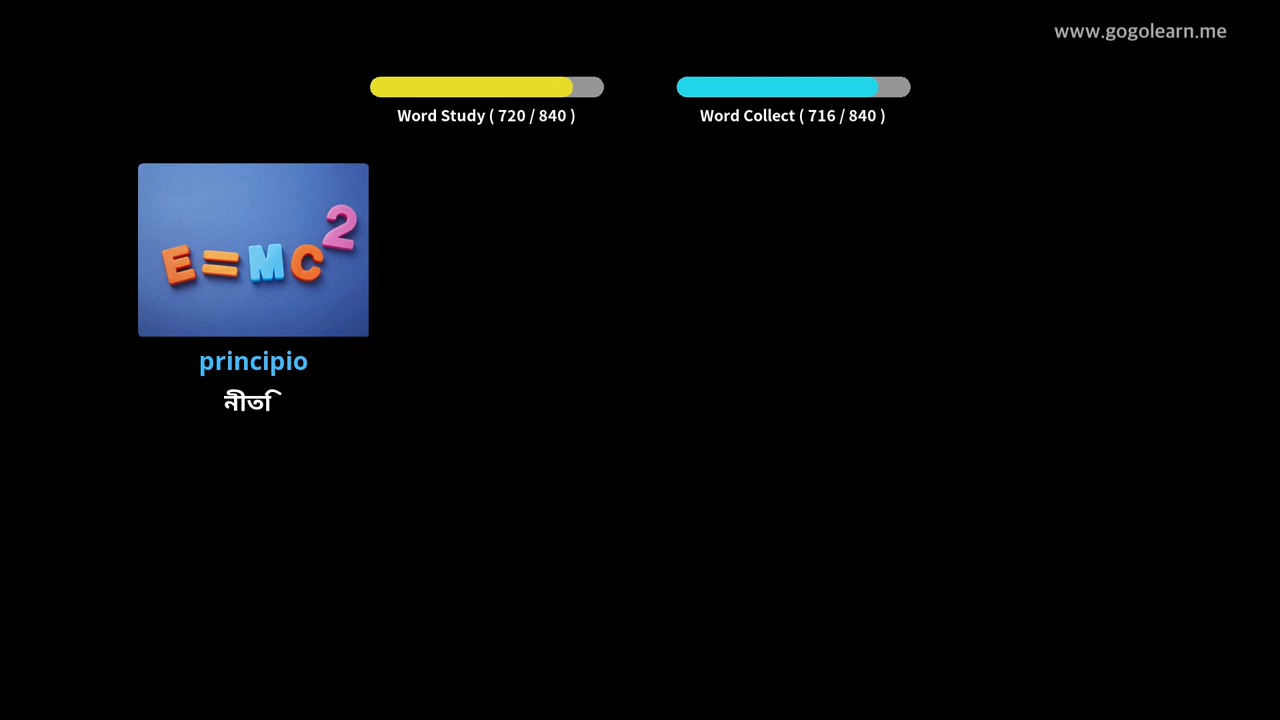 www.gogolearn.me
Word Study ( 720 / 840 )
Word Collect ( 716 / 840 )
E=MC²
principio
নীতি